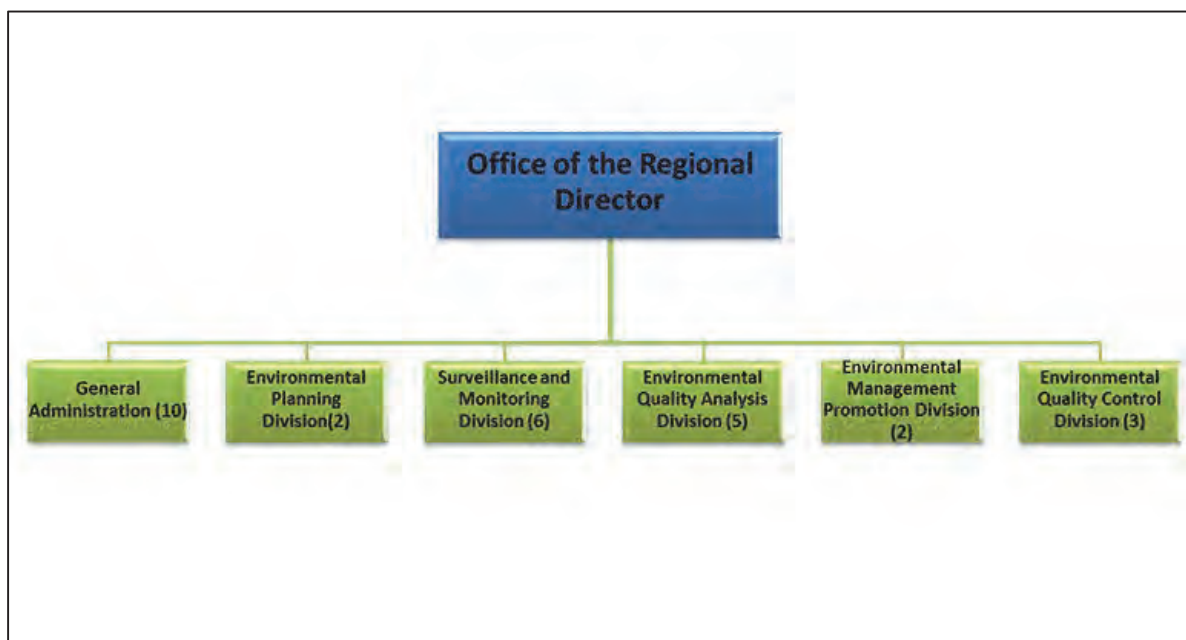 Office of the Regional
Director
General
Administration (10)
Environmental
Planning
Division(2)
Surveillance and
Monitoring
Division (6)
Environmental
Quality Analysis
Division (5)
Environmental
Management
Promotion Division
(2)
Environmental
Quality Control
Division (3)